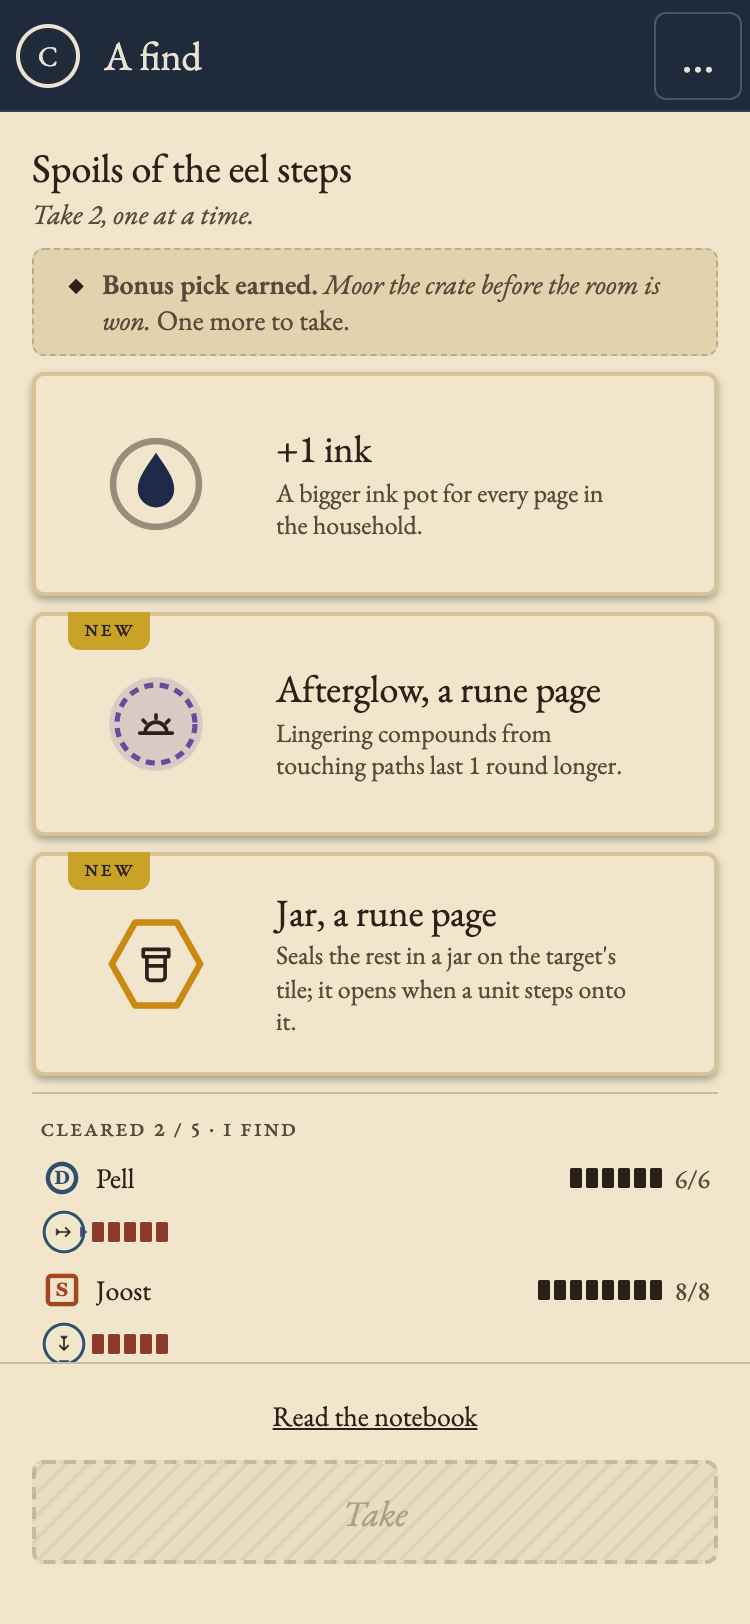 C A find ...
Spoils of the eel steps
Take 2, one at a time.
◆ Bonus pick earned. Moor the crate before the room is
won. One more to take.
+1 ink
A bigger ink pot for every page in
the household.
NEW
Afterglow, a rune page
Lingering compounds from
touching paths last 1 round longer.
NEW
Jar, a rune page
Seals the rest in a jar on the target's
tile; it opens when a unit steps onto
it.
CLEARED 2 / 5 · 1 FIND
D Pell 6/6
S Joost 8/8
Read the notebook
Take